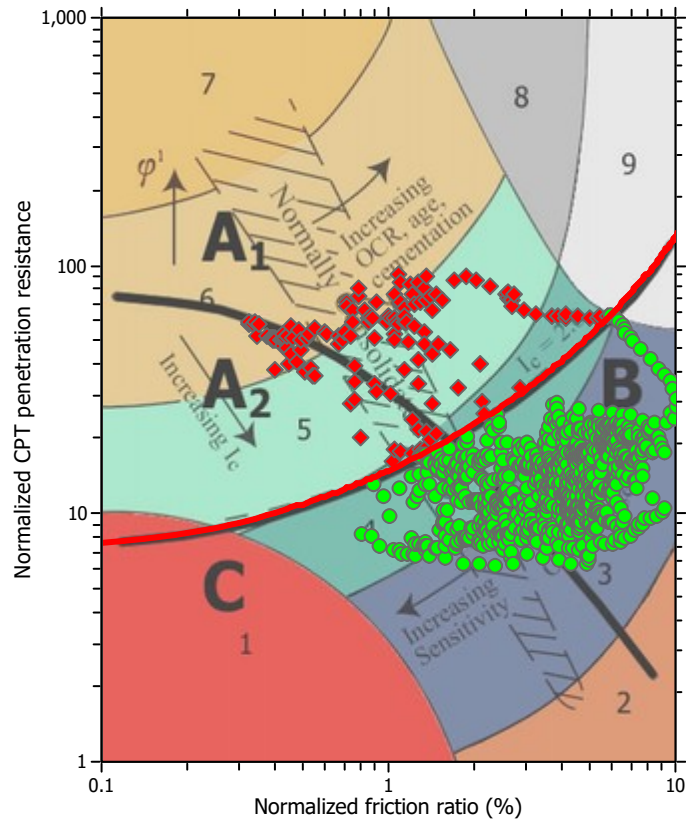 1,000
100
10
1
Normalized CPT penetration resistance
0.1
1
10
Normalized friction ratio (%)
7
8
9
φ¹
A₁
Normally
Increasing
OCR, age,
cementation
6
A₂
Increasing Ic
5
B
C
1
Increasing
Sensitivity
3
2